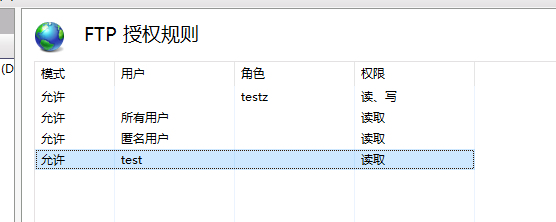 FTP 授权规则
(D
模式 用户 角色 权限
允许 testz 读、写
允许 所有用户 读取
允许 匿名用户 读取
允许 test 读取